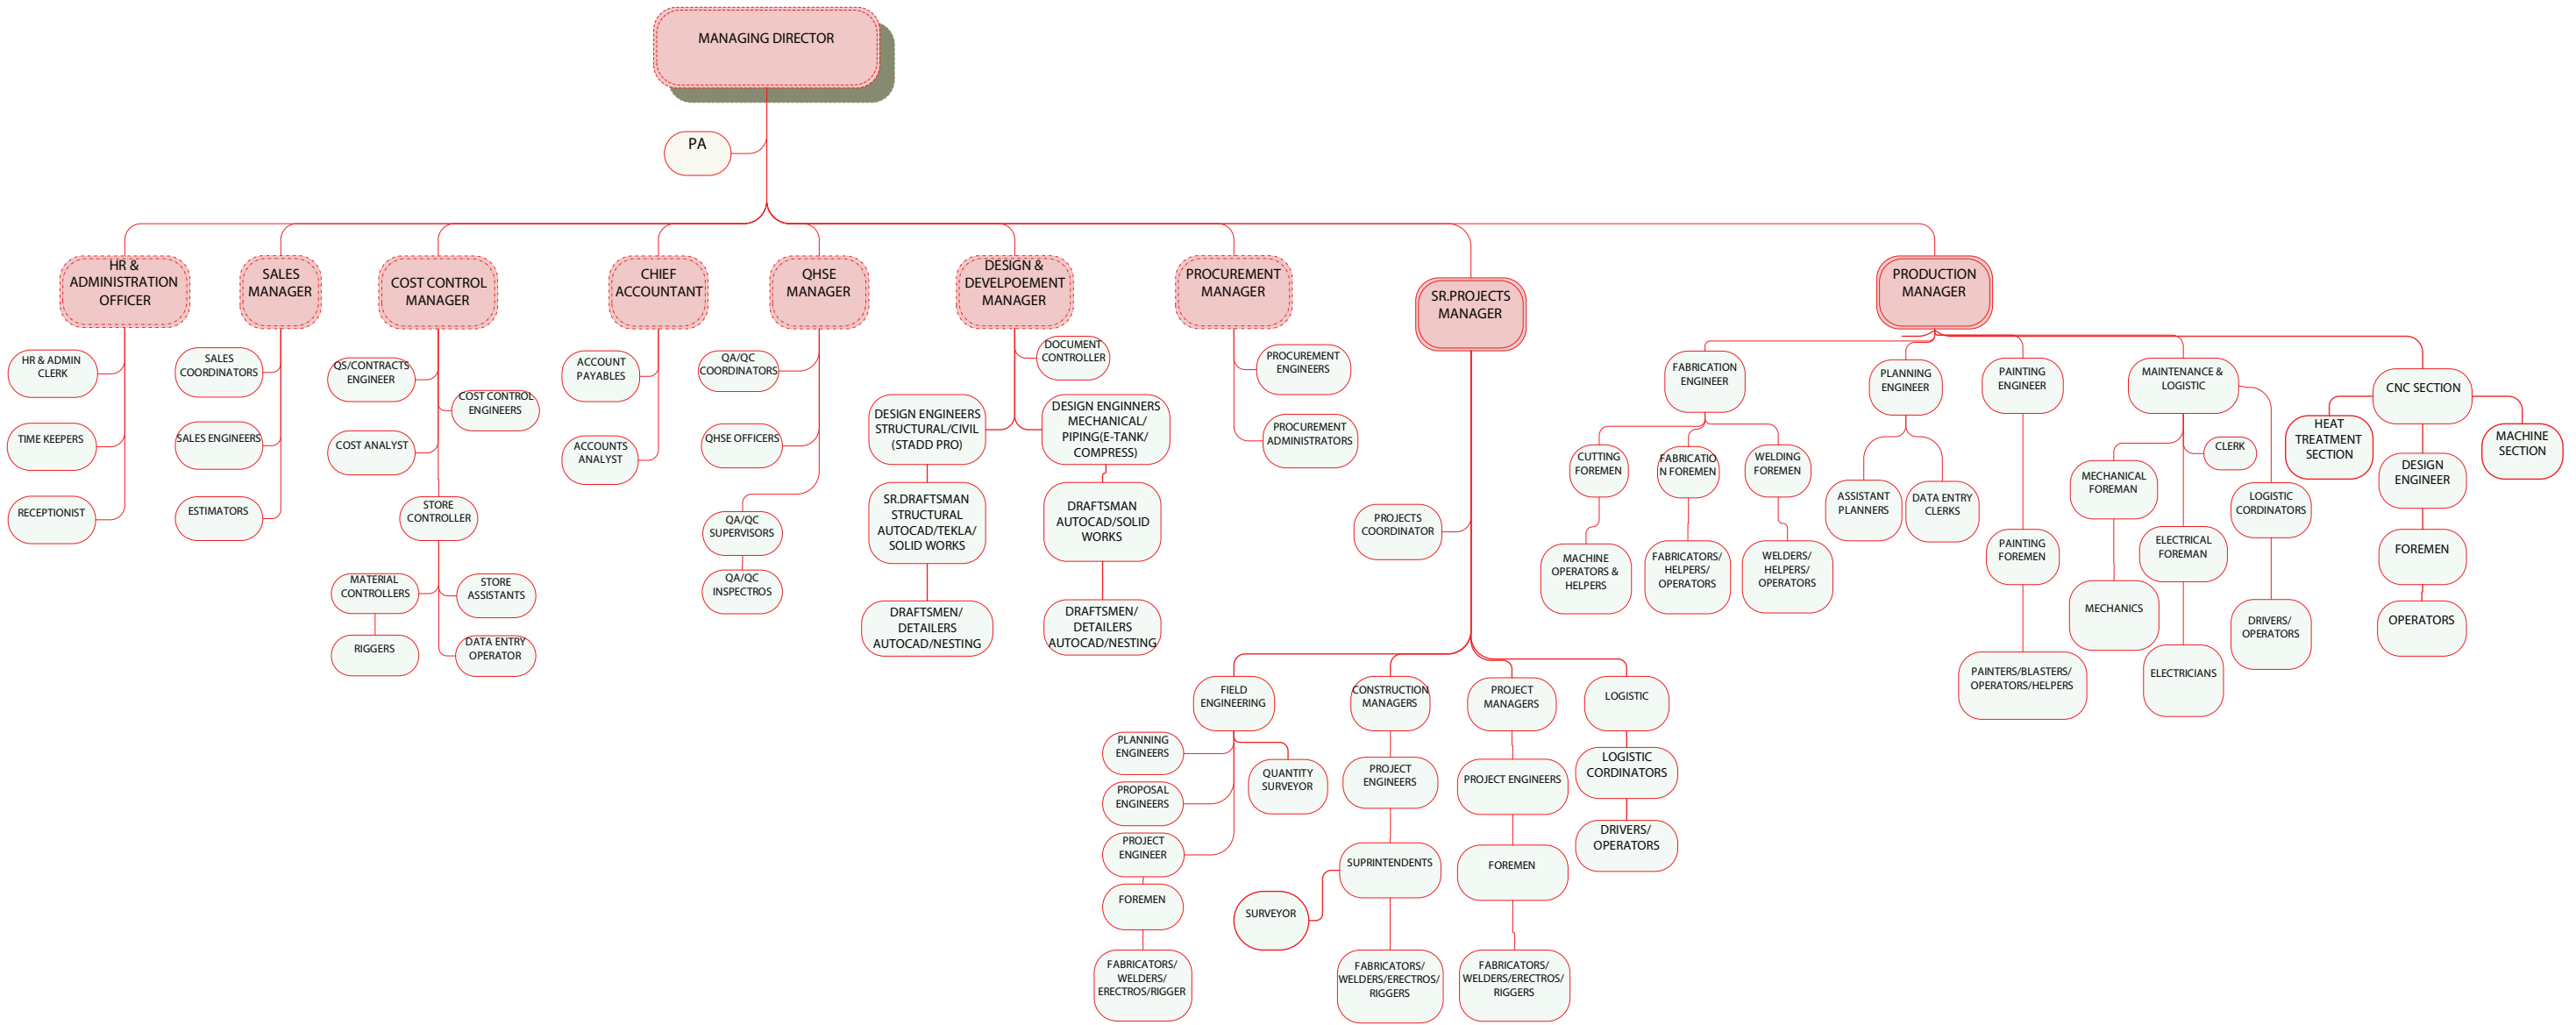 MANAGING DIRECTOR
PA
HR &
ADMINISTRATION
OFFICER
SALES
MANAGER
COST CONTROL
MANAGER
CHIEF
ACCOUNTANT
QHSE
MANAGER
DESIGN &
DEVELPOEMENT
MANAGER
PROCUREMENT
MANAGER
SR.PROJECTS
MANAGER
PRODUCTION
MANAGER
HR & ADMIN
CLERK
TIME KEEPERS
RECEPTIONIST
SALES
COORDINATORS
SALES ENGINEERS
ESTIMATORS
QS/CONTRACTS
ENGINEER
COST CONTROL
ENGINEERS
COST ANALYST
STORE
CONTROLLER
MATERIAL
CONTROLLERS
STORE
ASSISTANTS
RIGGERS
DATA ENTRY
OPERATOR
ACCOUNT
PAYABLES
ACCOUNTS
ANALYST
QA/QC
COORDINATORS
QHSE OFFICERS
QA/QC
SUPERVISORS
QA/QC
INSPECTROS
DOCUMENT
CONTROLLER
DESIGN ENGINEERS
STRUCTURAL/CIVIL
(STADD PRO)
DESIGN ENGINNERS
MECHANICAL/
PIPING(E-TANK/
COMPRESS)
SR.DRAFTSMAN
STRUCTURAL
AUTOCAD/TEKLA/
SOLID WORKS
DRAFTSMAN
AUTOCAD/SOLID
WORKS
DRAFTSMEN/
DETAILERS
AUTOCAD/NESTING
DRAFTSMEN/
DETAILERS
AUTOCAD/NESTING
PROCUREMENT
ENGINEERS
PROCUREMENT
ADMINISTRATORS
PROJECTS
COORDINATOR
FIELD
ENGINEERING
CONSTRUCTION
MANAGERS
PROJECT
MANAGERS
LOGISTIC
PLANNING
ENGINEERS
PROPOSAL
ENGINEERS
QUANTITY
SURVEYOR
PROJECT
ENGINEER
FOREMEN
FABRICATORS/
WELDERS/
ERECTROS/RIGGER
PROJECT
ENGINEERS
SUPRINTENDENTS
SURVEYOR
FABRICATORS/
WELDERS/ERECTROS/
RIGGERS
PROJECT ENGINEERS
FOREMEN
FABRICATORS/
WELDERS/ERECTROS/
RIGGERS
LOGISTIC
CORDINATORS
DRIVERS/
OPERATORS
FABRICATION
ENGINEER
PLANNING
ENGINEER
PAINTING
ENGINEER
MAINTENANCE &
LOGISTIC
CNC SECTION
CUTTING
FOREMEN
FABRICATIO
N FOREMEN
WELDING
FOREMEN
MACHINE
OPERATORS &
HELPERS
FABRICATORS/
HELPERS/
OPERATORS
WELDERS/
HELPERS/
OPERATORS
ASSISTANT
PLANNERS
DATA ENTRY
CLERKS
PAINTING
FOREMEN
PAINTERS/BLASTERS/
OPERATORS/HELPERS
MECHANICAL
FOREMAN
CLERK
ELECTRICAL
FOREMAN
LOGISTIC
CORDINATORS
MECHANICS
ELECTRICIANS
DRIVERS/
OPERATORS
HEAT
TREATMENT
SECTION
MACHINE
SECTION
DESIGN
ENGINEER
FOREMEN
OPERATORS